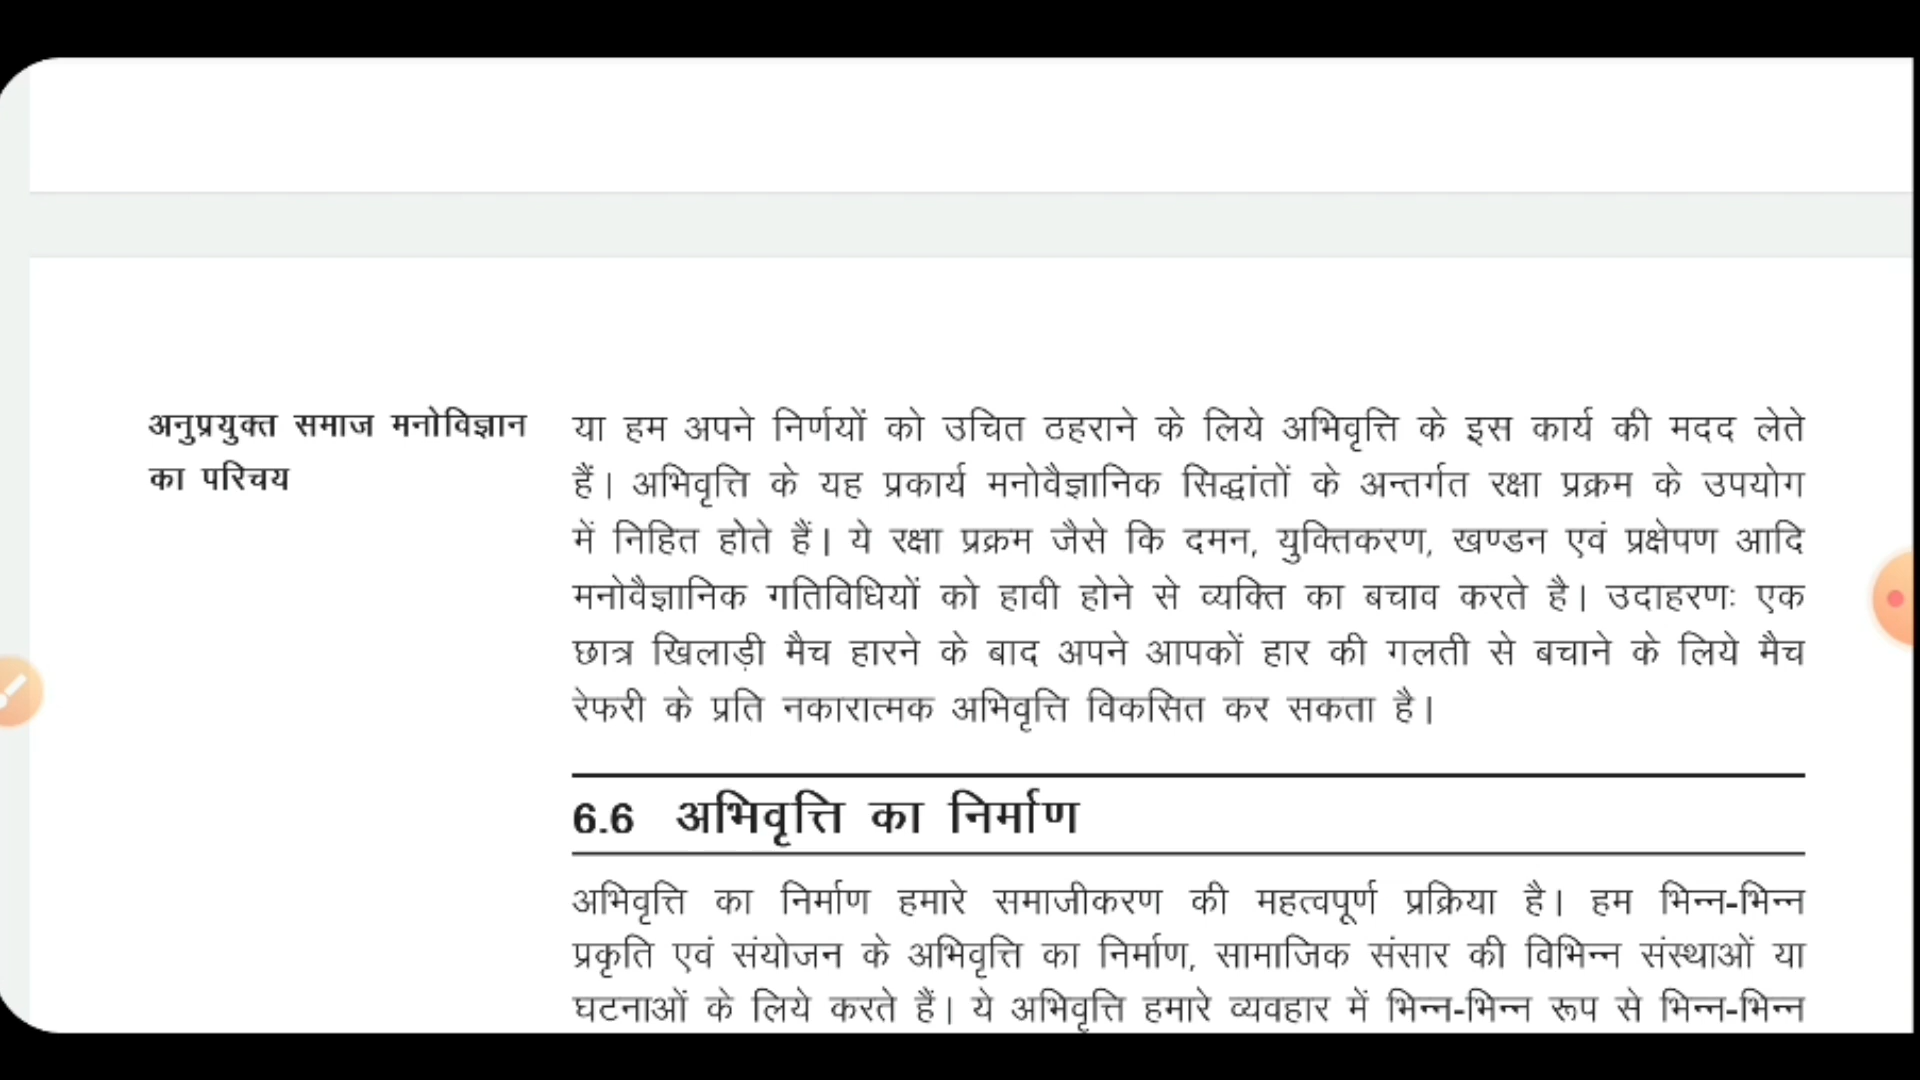 अनुप्रयुक्त समाज मनोविज्ञान
का परिचय
या हम अपने निर्णयों को उचित ठहराने के लिये अभिवृत्ति के इस कार्य की मदद लेते
हैं। अभिवृत्ति के यह प्रकार्य मनोवैज्ञानिक सिद्धांतों के अन्तर्गत रक्षा प्रक्रम के उपयोग
में निहित होते हैं। ये रक्षा प्रक्रम जैसे कि दमन, युक्तिकरण, खण्डन एवं प्रक्षेपण आदि
मनोवैज्ञानिक गतिविधियों को हावी होने से व्यक्ति का बचाव करते है। उदाहरणः एक
छात्र खिलाड़ी मैच हारने के बाद अपने आपकों हार की गलती से बचाने के लिये मैच
रेफरी के प्रति नकारात्मक अभिवृत्ति विकसित कर सकता है।
6.6 अभिवृत्ति का निर्माण
अभिवृत्ति का निर्माण हमारे समाजीकरण की महत्वपूर्ण प्रक्रिया है। हम भिन्न-भिन्न
प्रकृति एवं संयोजन के अभिवृत्ति का निर्माण, सामाजिक संसार की विभिन्न संस्थाओं या
घटनाओं के लिये करते हैं। ये अभिवृत्ति हमारे व्यवहार में भिन्न-भिन्न रूप से भिन्न-भिन्न